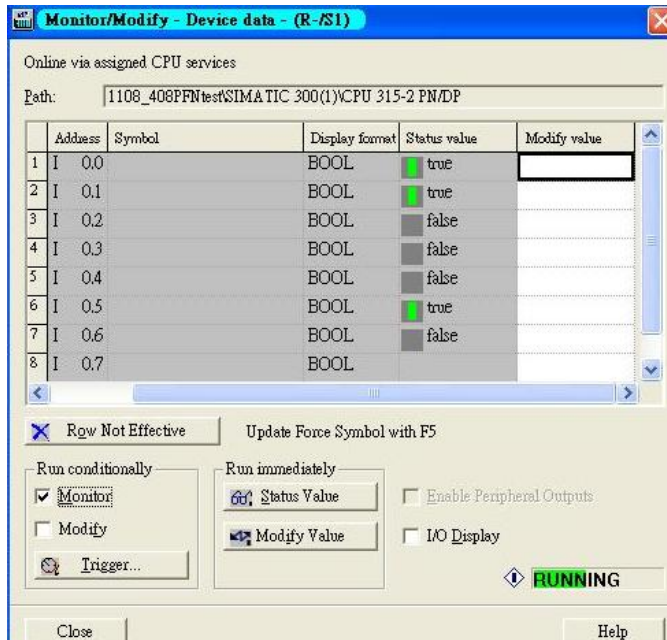 Monitor/Modify - Device data - (R-/S1)
Online via assigned CPU services
Path: 1108_408PFNtest\SIMATIC 300(1)\CPU 315-2 PN/DP
Address Symbol Display format Status value Modify value
1 I 0.0 BOOL true
2 I 0.1 BOOL true
3 I 0.2 BOOL false
4 I 0.3 BOOL false
5 I 0.4 BOOL false
6 I 0.5 BOOL true
7 I 0.6 BOOL false
8 I 0.7 BOOL
Row Not Effective Update Force Symbol with F5
Run conditionally Run immediately
Monitor Status Value Enable Peripheral Outputs
Modify Modify Value I/O Display
Trigger...
RUNNING
Close Help